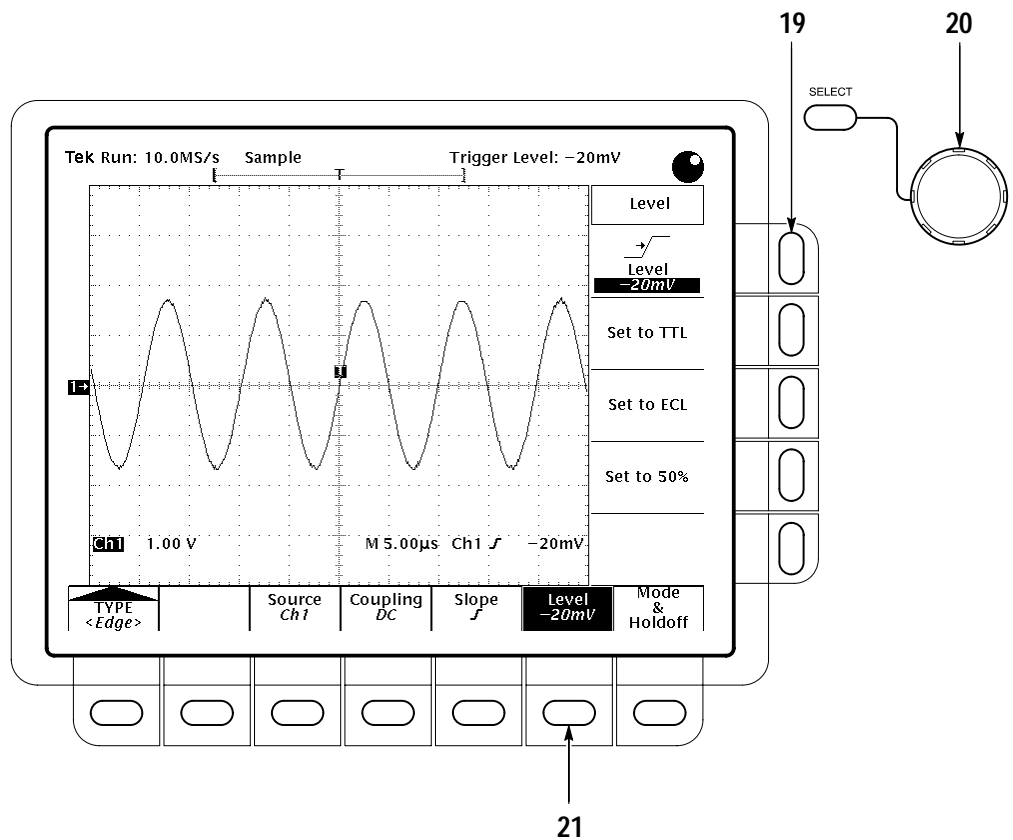 19 20
SELECT
Tek Run: 10.0MS/s Sample Trigger Level: −20mV
T
Level
Level
−20mV
Set to TTL
T
1→
Set to ECL
Set to 50%
Ch1 1.00 V M 5.00µs Ch1 −20mV
TYPE
<Edge>
Source
Ch1
Coupling
DC
Slope
Level
−20mV
Mode
&
Holdoff
21